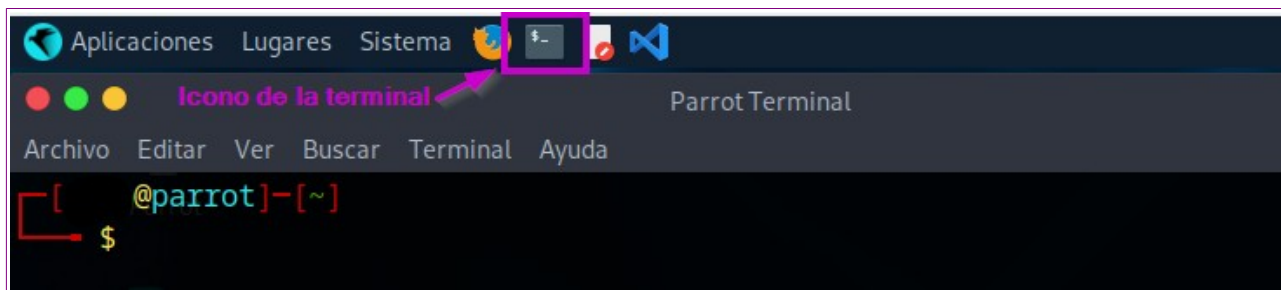 Aplicaciones Lugares Sistema $_
Icono de la terminal
Parrot Terminal
Archivo Editar Ver Buscar Terminal Ayuda
[ @parrot]-[~]
$